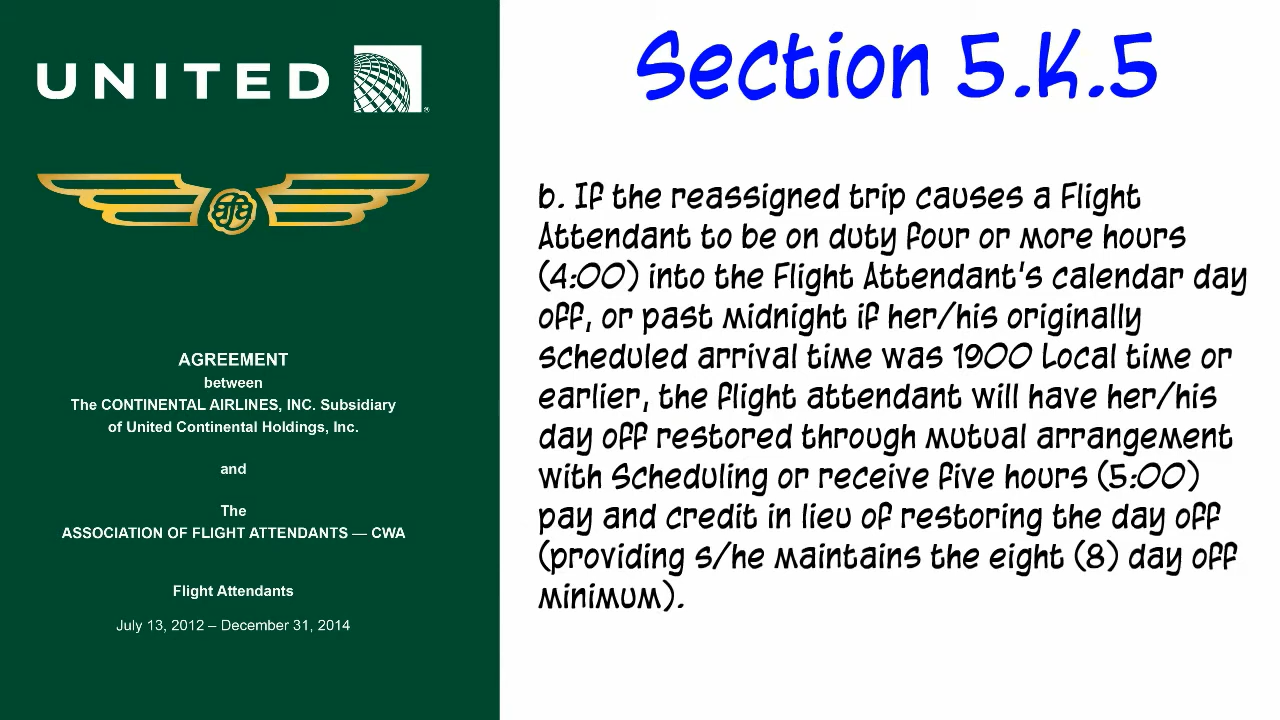 UNITED
AFA
AGREEMENT
between
The CONTINENTAL AIRLINES, INC. Subsidiary
of United Continental Holdings, Inc.
and
The
ASSOCIATION OF FLIGHT ATTENDANTS — CWA
Flight Attendants
July 13, 2012 – December 31, 2014
Section 5.K.5
b. If the reassigned trip causes a Flight
Attendant to be on duty four or more hours
(4:00) into the Flight Attendant's calendar day
off, or past midnight if her/his originally
scheduled arrival time was 1900 Local time or
earlier, the flight attendant will have her/his
day off restored through mutual arrangement
with Scheduling or receive five hours (5:00)
pay and credit in lieu of restoring the day off
(providing s/he maintains the eight (8) day off
minimum).